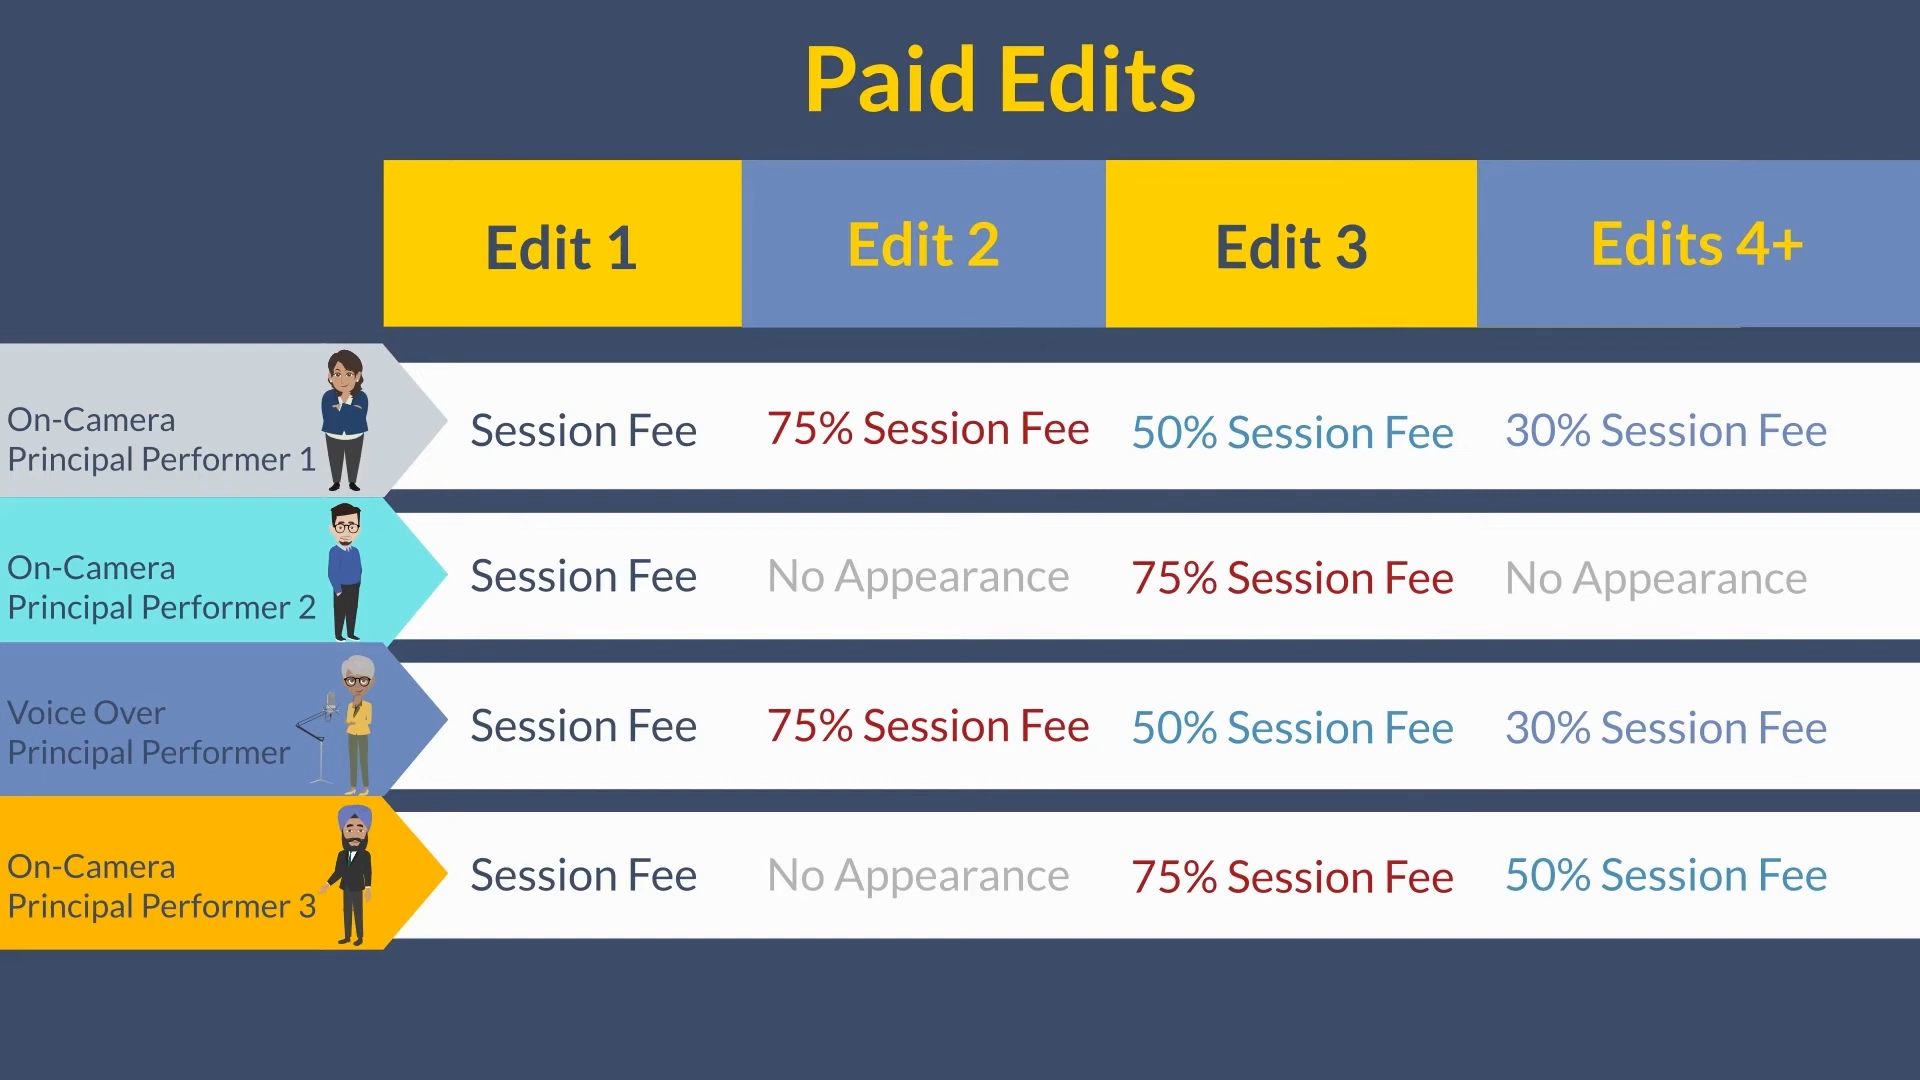 Paid Edits
Edit 1
Edit 2
Edit 3
Edits 4+
On-Camera
Principal Performer 1
Session Fee
75% Session Fee
50% Session Fee
30% Session Fee
On-Camera
Principal Performer 2
Session Fee
No Appearance
75% Session Fee
No Appearance
Voice Over
Principal Performer
Session Fee
75% Session Fee
50% Session Fee
30% Session Fee
On-Camera
Principal Performer 3
Session Fee
No Appearance
75% Session Fee
50% Session Fee